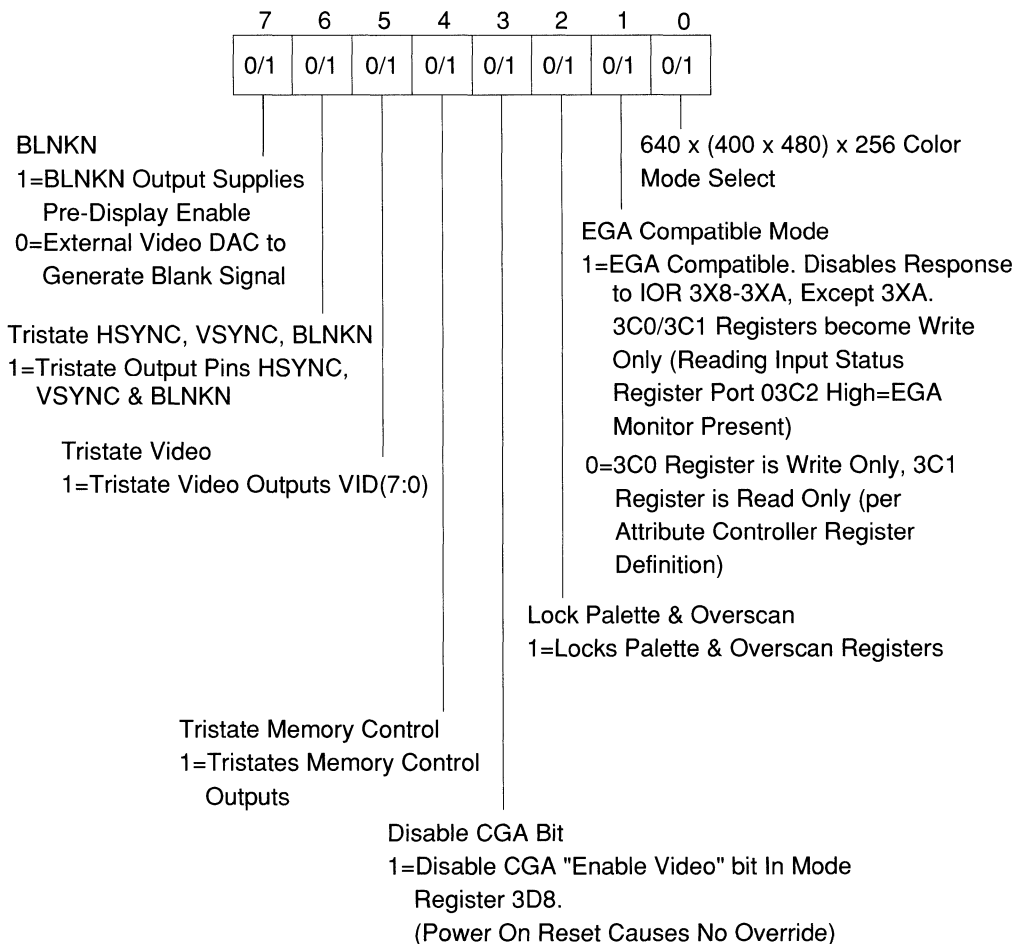 7 6 5 4 3 2 1 0
0/1 0/1 0/1 0/1 0/1 0/1 0/1 0/1
BLNKN
1=BLNKN Output Supplies
Pre-Display Enable
0=External Video DAC to
Generate Blank Signal
640 x (400 x 480) x 256 Color
Mode Select
EGA Compatible Mode
1=EGA Compatible. Disables Response
to IOR 3X8-3XA, Except 3XA.
3C0/3C1 Registers become Write
Only (Reading Input Status
Register Port 03C2 High=EGA
Monitor Present)
0=3C0 Register is Write Only, 3C1
Register is Read Only (per
Attribute Controller Register
Definition)
Tristate HSYNC, VSYNC, BLNKN
1=Tristate Output Pins HSYNC,
VSYNC & BLNKN
Tristate Video
1=Tristate Video Outputs VID(7:0)
Lock Palette & Overscan
1=Locks Palette & Overscan Registers
Tristate Memory Control
1=Tristates Memory Control
Outputs
Disable CGA Bit
1=Disable CGA "Enable Video" bit In Mode
Register 3D8.
(Power On Reset Causes No Override)